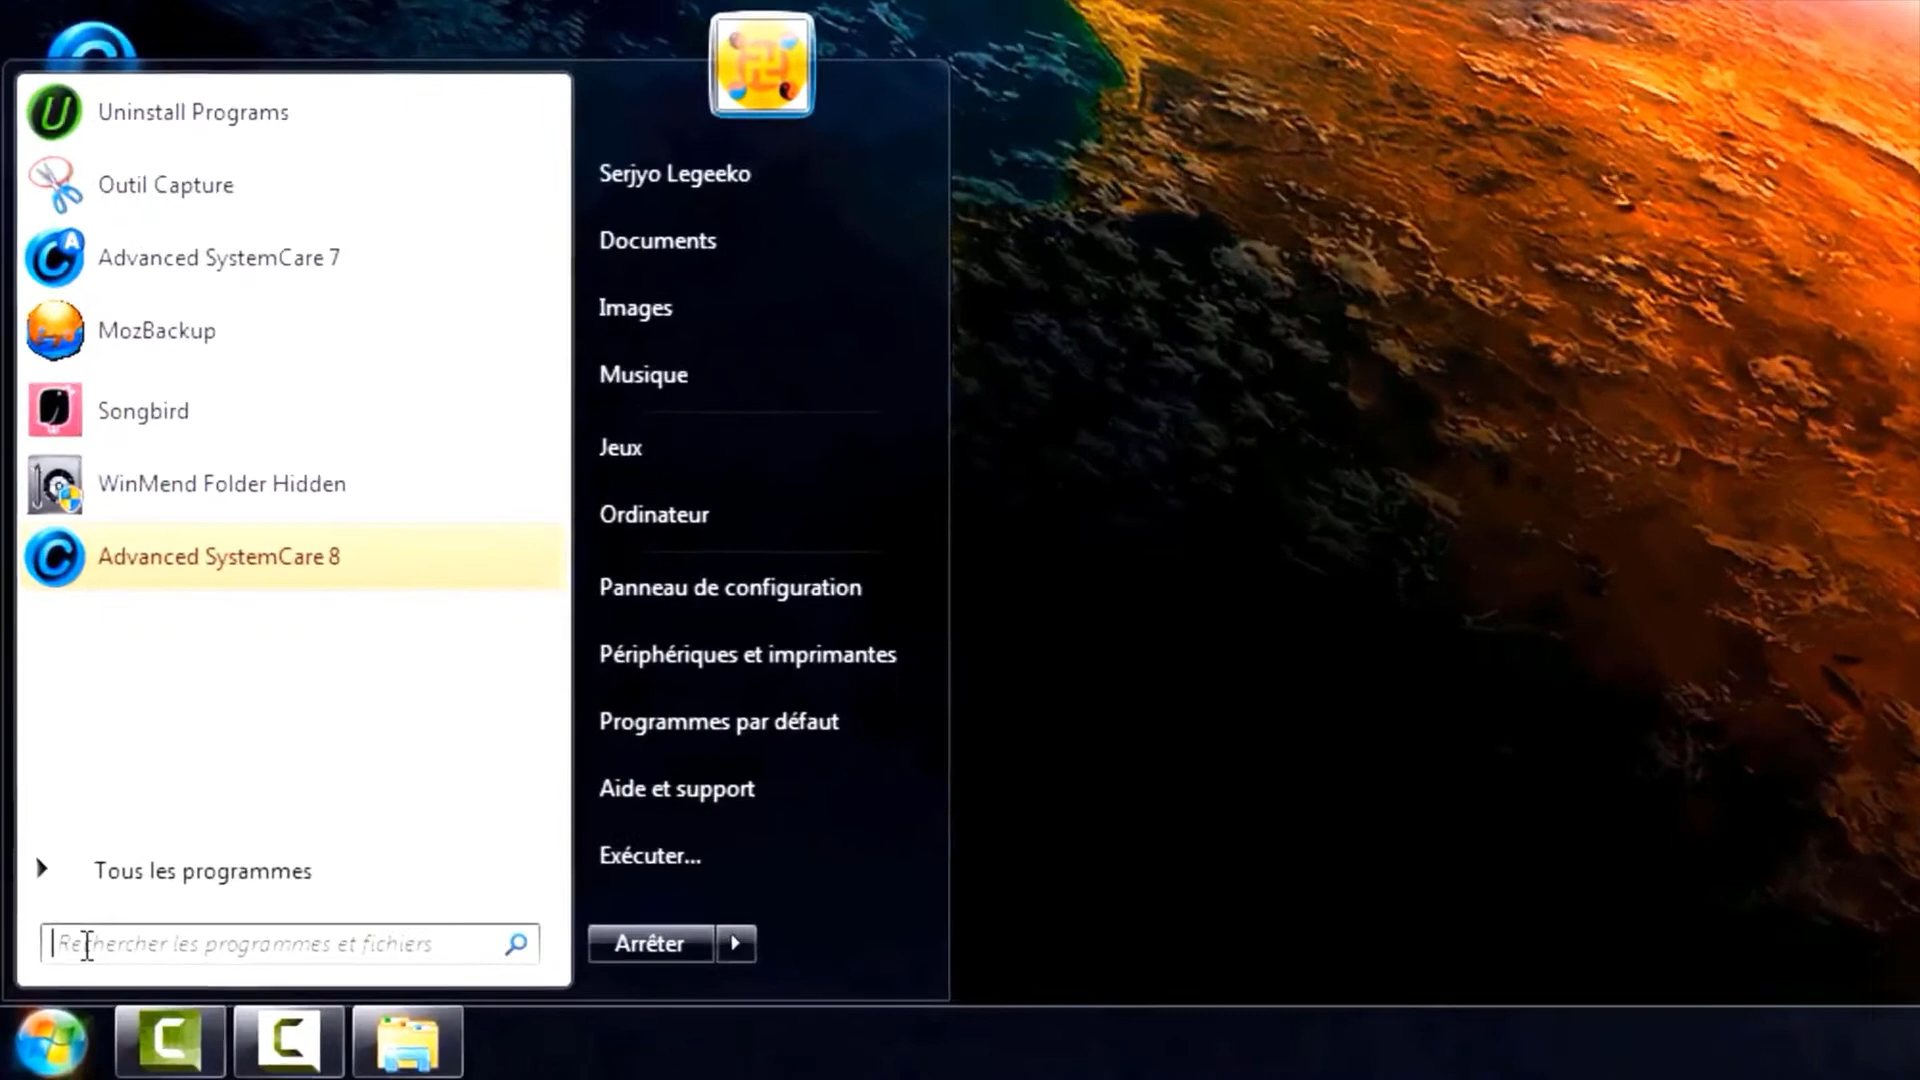 Uninstall Programs
Outil Capture
Advanced SystemCare 7
MozBackup
Songbird
WinMend Folder Hidden
Advanced SystemCare 8
Tous les programmes
Rechercher les programmes et fichiers
Serjyo Legeeko
Documents
Images
Musique
Jeux
Ordinateur
Panneau de configuration
Périphériques et imprimantes
Programmes par défaut
Aide et support
Exécuter...
Arrêter